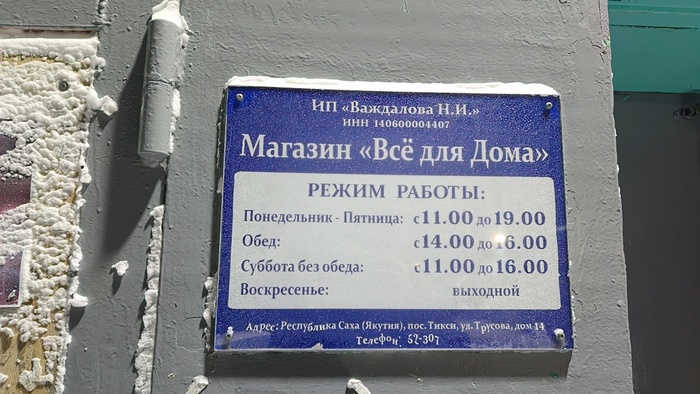 ИП «Важдалова Н.И.»
ИНН 140600004407
Магазин «Всё для Дома»
РЕЖИМ РАБОТЫ:
Понедельник - Пятница: с 11.00 до 19.00
Обед: с 14.00 до 16.00
Суббота без обеда: с 11.00 до 16.00
Воскресенье: выходной
Адрес: Республика Саха (Якутия), пос. Тикси, ул. Трусова, дом 14
Телефон: 52-307